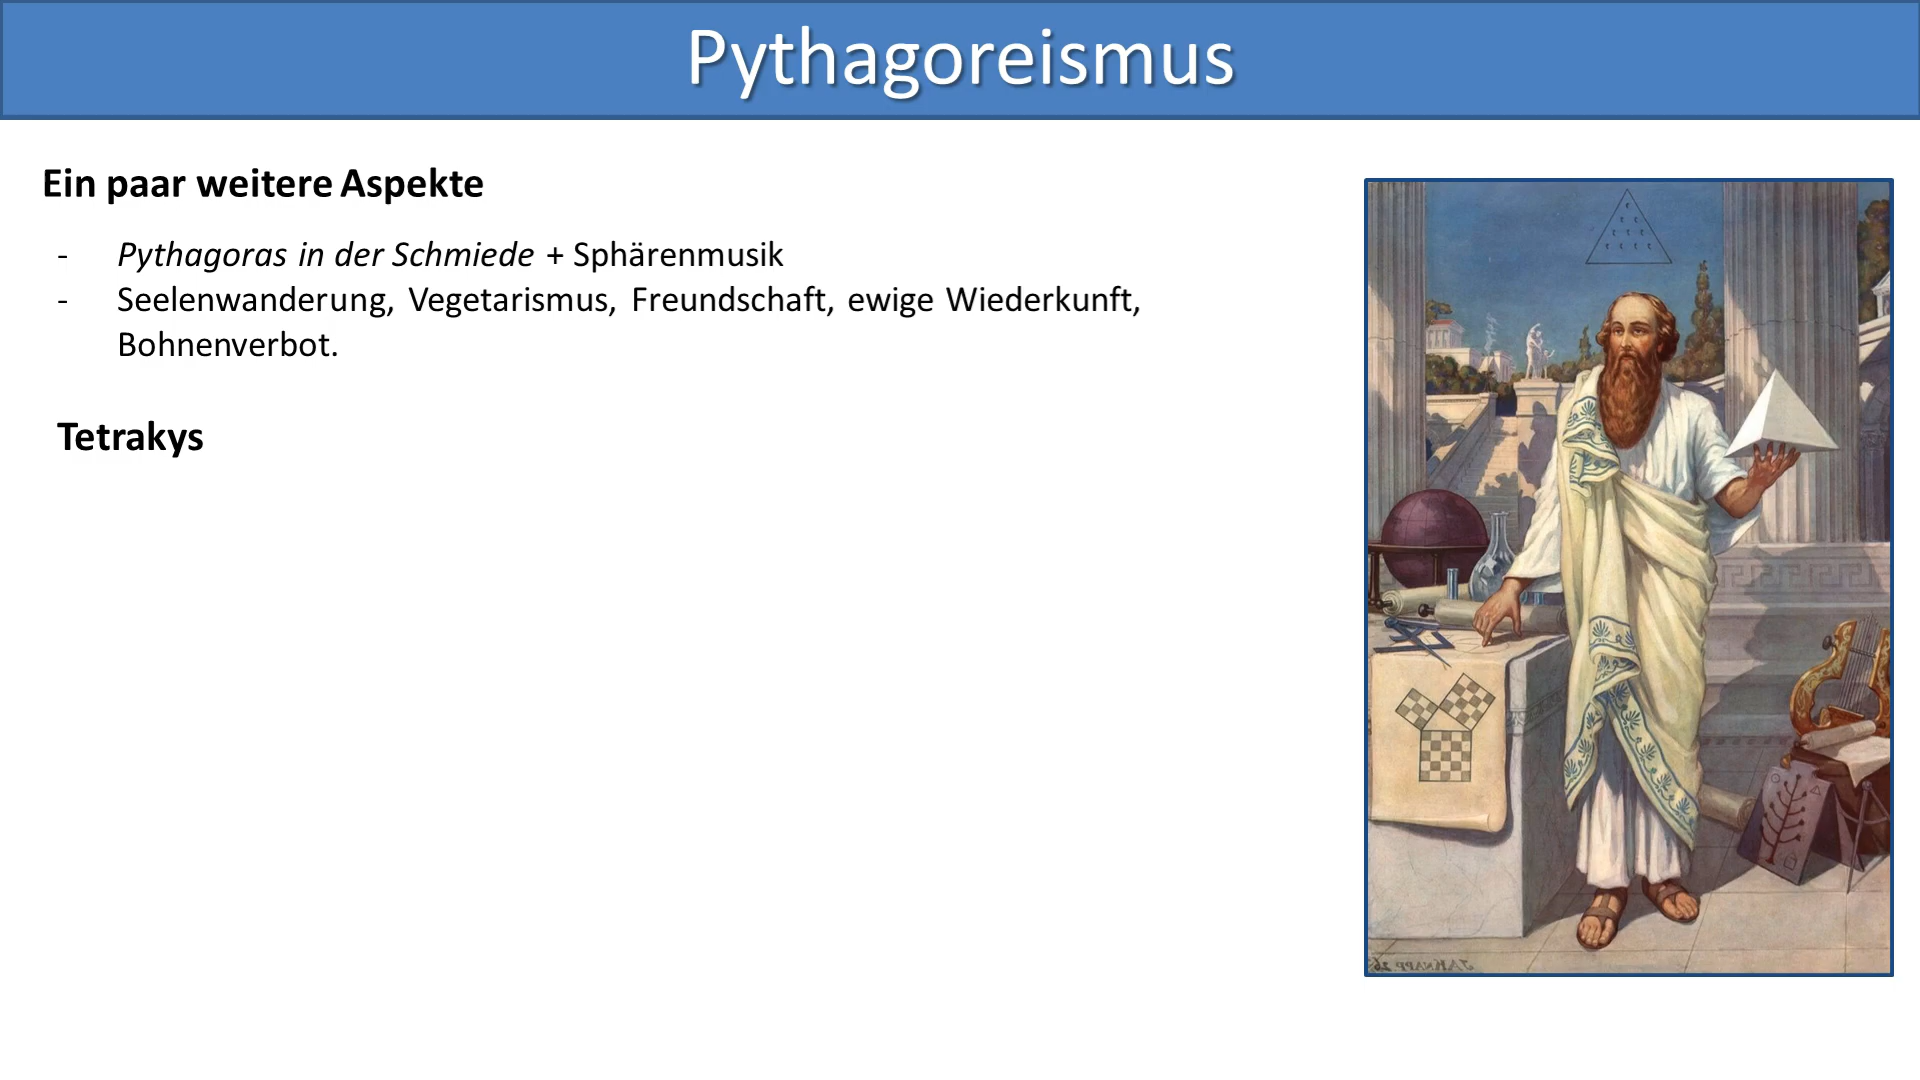 Pythagoreismus
Ein paar weitere Aspekte
- Pythagoras in der Schmiede + Sphärenmusik
- Seelenwanderung, Vegetarismus, Freundschaft, ewige Wiederkunft,
Bohnenverbot.
Tetrakys